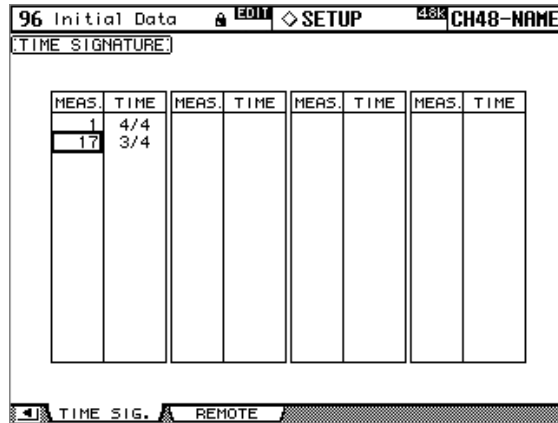 96 Initial Data EDIT SETUP 48K CH48-NAME
TIME SIGNATURE
MEAS. TIME MEAS. TIME MEAS. TIME MEAS. TIME
1 4/4
17 3/4
TIME SIG. REMOTE